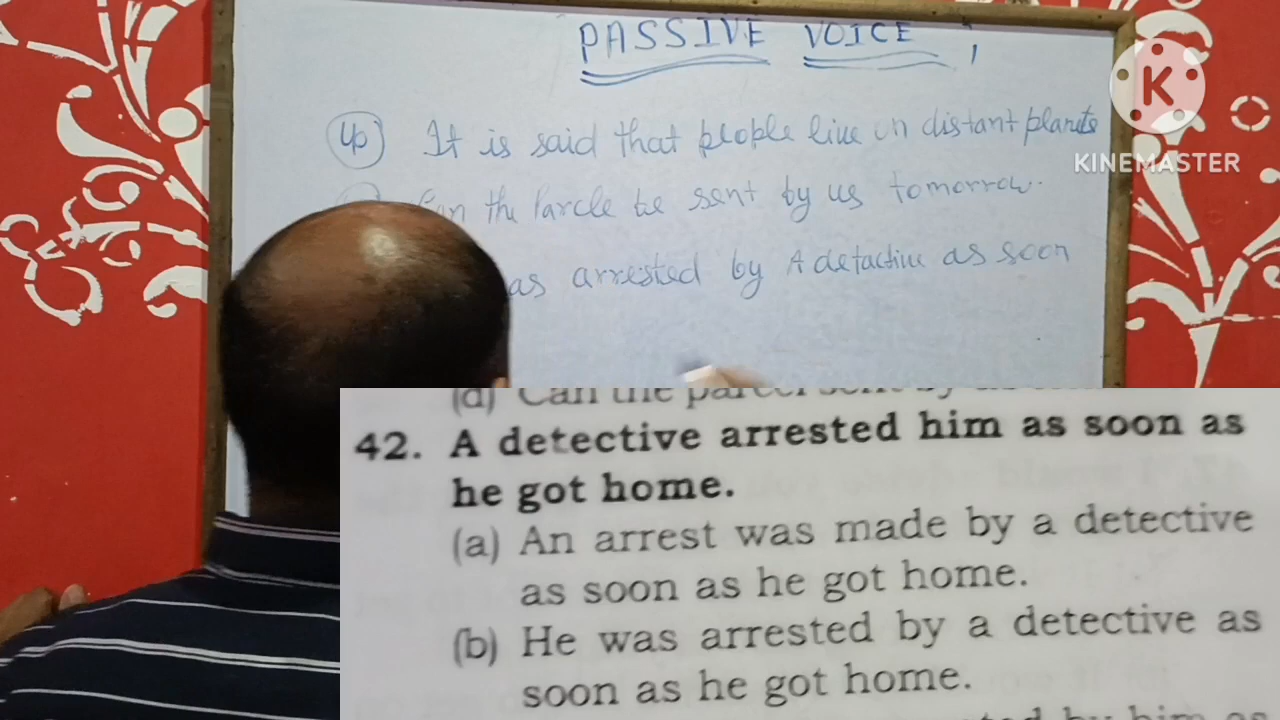 PASSIVE VOICE ;
40 It is said that people live on distant planets
Can the Parcle be sent by us tomorrow.
as arrested by A detactive as soon
K
KINEMASTER
42. A detective arrested him as soon as
he got home.
(a) An arrest was made by a detective
as soon as he got home.
(b) He was arrested by a detective as
soon as he got home.